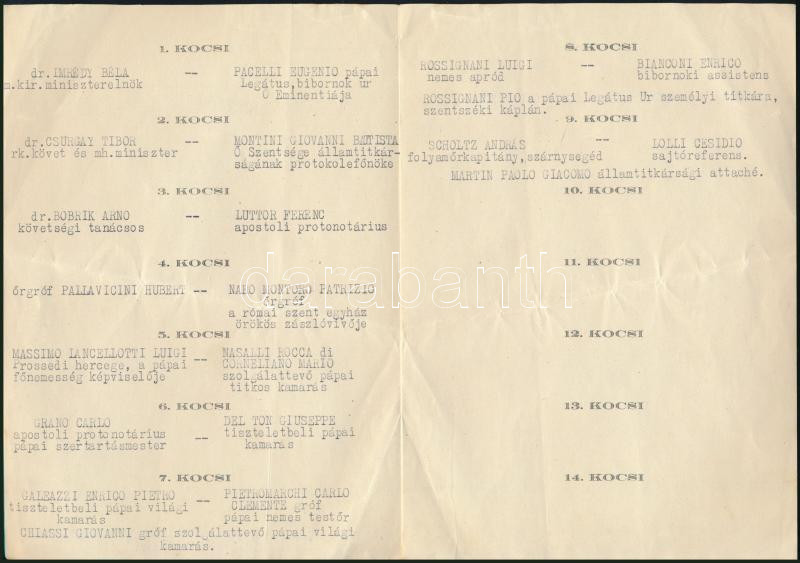 1. KOCSI
dr. IMRÉDY BÉLA -- PACELLI EUGENIO pápai
m.kir.miniszterelnök Legátus,bibornok ur
Ő Eminentiája
2. KOCSI
dr.CSURGAY TIBOR -- MONTINI GIOVANNI BATTISTA
rk.követ és mh.miniszter Ő Szentsége államtitkár-
ságának protokolefőnöke
3. KOCSI
dr.BOBRIK ARNO -- LUTTOR FERENC
követségi tanácsos apostoli protonotárius
4. KOCSI
őrgróf PALLAVICINI HUBERT -- NARO MONTORO PATRIZIO
őrgróf
a római szent egyház
örökös zászlóvivője
5. KOCSI
MASSIMO LANCELLOTTI LUIGI -- NASALLI ROCCA di
Prossedi hercege, a pápai CORNELIANO MARIO
főnemesség képviselője szolgálattevő pápai
titkos kamarás
6. KOCSI
GRANO CARLO DEL TON GIUSEPPE
apostoli protonotárius -- tiszteletbeli pápai
pápai szertartásmester kamarás
7. KOCSI
GALEAZZI ENRICO PIETRO -- PIETROMARCHI CARLO
tiszteletbeli pápai világi CLEMENTE gróf
kamarás pápai nemes testőr
CHIASSI GIOVANNI gróf szolgálattevő pápai világi
kamarás.
8. KOCSI
ROSSIGNANI LUIGI -- BIANCONI ENRICO
nemes apród bibornoki assistens
ROSSIGNANI PIO a pápai Legátus Ur személyi titkára,
szentszéki káplán.
9. KOCSI
SCHOLTZ ANDRÁS -- LOLLI CESIDIO
folyamőrkapitány,szárnysegéd sajtóreferens.
MARTIN PAOLO GIACOMO államtitkársági attaché.
10. KOCSI
11. KOCSI
12. KOCSI
13. KOCSI
14. KOCSI
darabanth